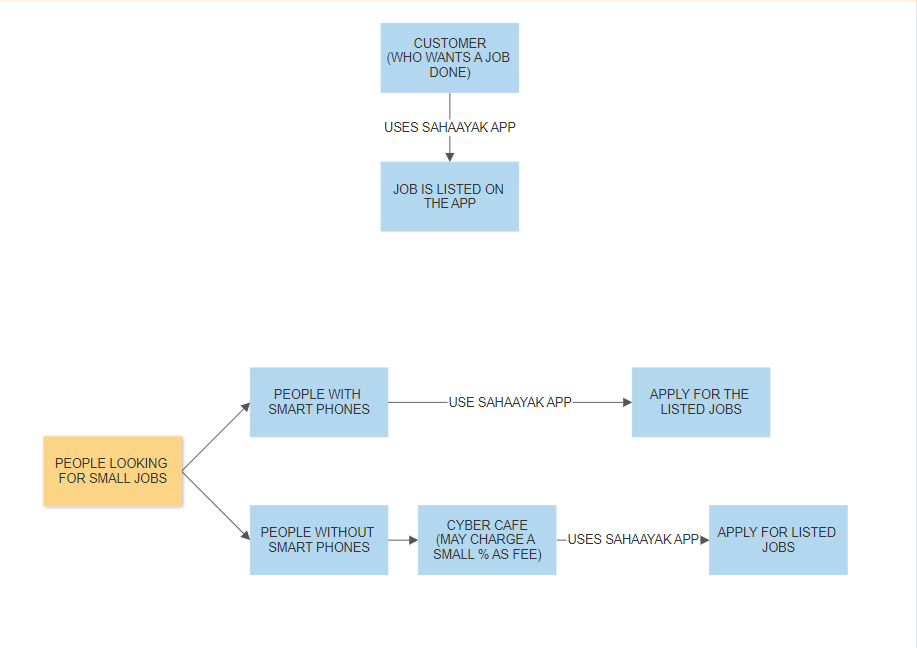 CUSTOMER
(WHO WANTS A JOB
DONE)
USES SAHAAYAK APP
JOB IS LISTED ON
THE APP
PEOPLE WITH
SMART PHONES
USE SAHAAYAK APP
APPLY FOR THE
LISTED JOBS
PEOPLE LOOKING
FOR SMALL JOBS
PEOPLE WITHOUT
SMART PHONES
CYBER CAFE
(MAY CHARGE A
SMALL % AS FEE)
USES SAHAAYAK APP
APPLY FOR LISTED
JOBS